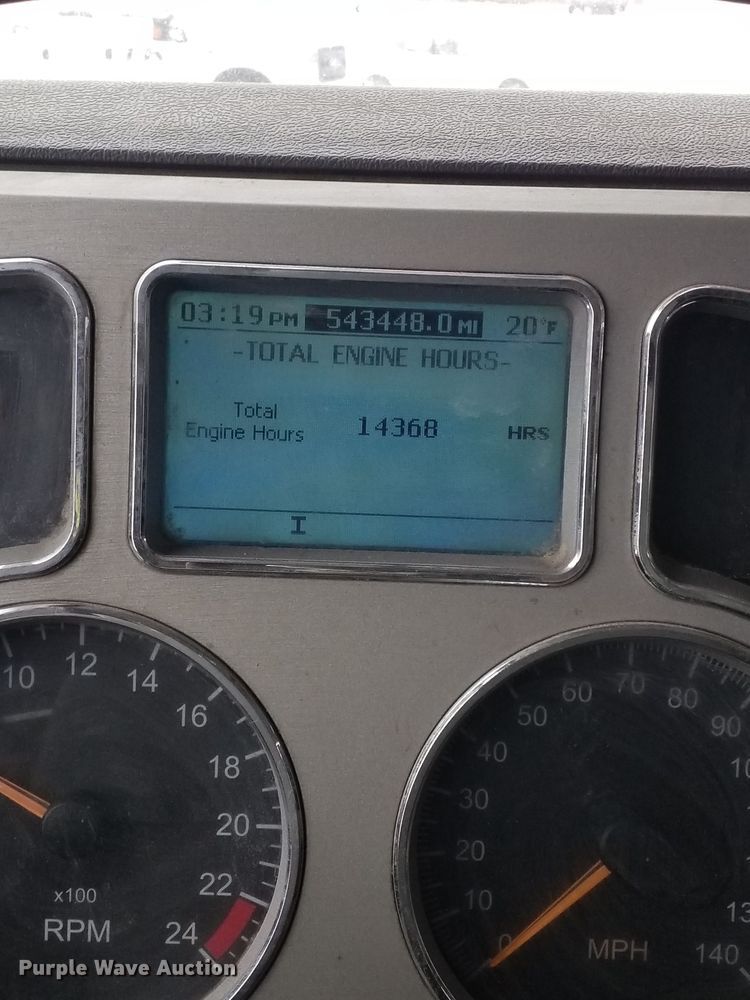 03:19 PM 543448.0 MI 20°F
-TOTAL ENGINE HOURS-
Total
Engine Hours 14368 HRS
I
10 12 14 16 18 20 22 24
x100
RPM
0 10 20 30 40 50 60 70 80 90 10 13 140
MPH
Purple Wave Auction